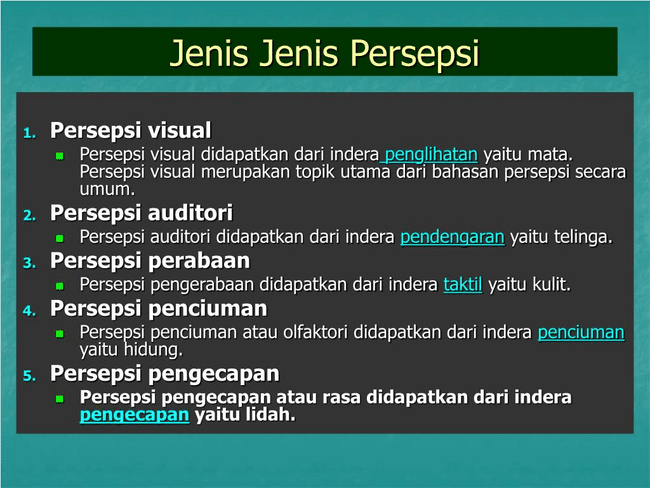 Jenis Jenis Persepsi
1. Persepsi visual
Persepsi visual didapatkan dari indera penglihatan yaitu mata.
Persepsi visual merupakan topik utama dari bahasan persepsi secara
umum.
2. Persepsi auditori
Persepsi auditori didapatkan dari indera pendengaran yaitu telinga.
3. Persepsi perabaan
Persepsi pengerabaan didapatkan dari indera taktil yaitu kulit.
4. Persepsi penciuman
Persepsi penciuman atau olfaktori didapatkan dari indera penciuman
yaitu hidung.
5. Persepsi pengecapan
Persepsi pengecapan atau rasa didapatkan dari indera
pengecapan yaitu lidah.